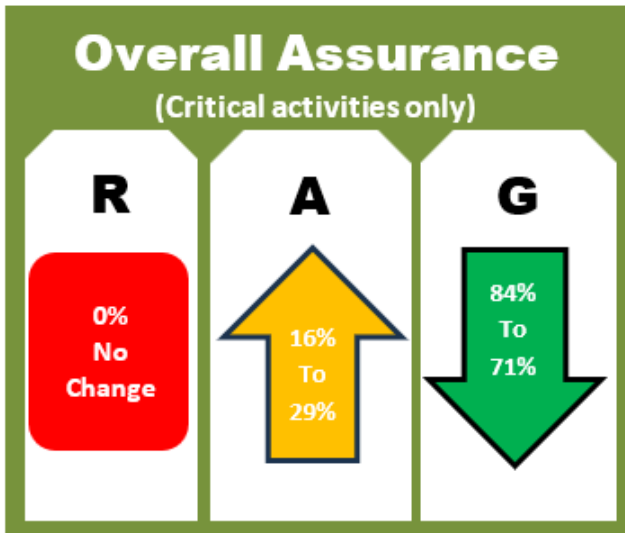 Overall Assurance
(Critical activities only)
R
0%
No
Change
A
16%
To
29%
G
84%
To
71%